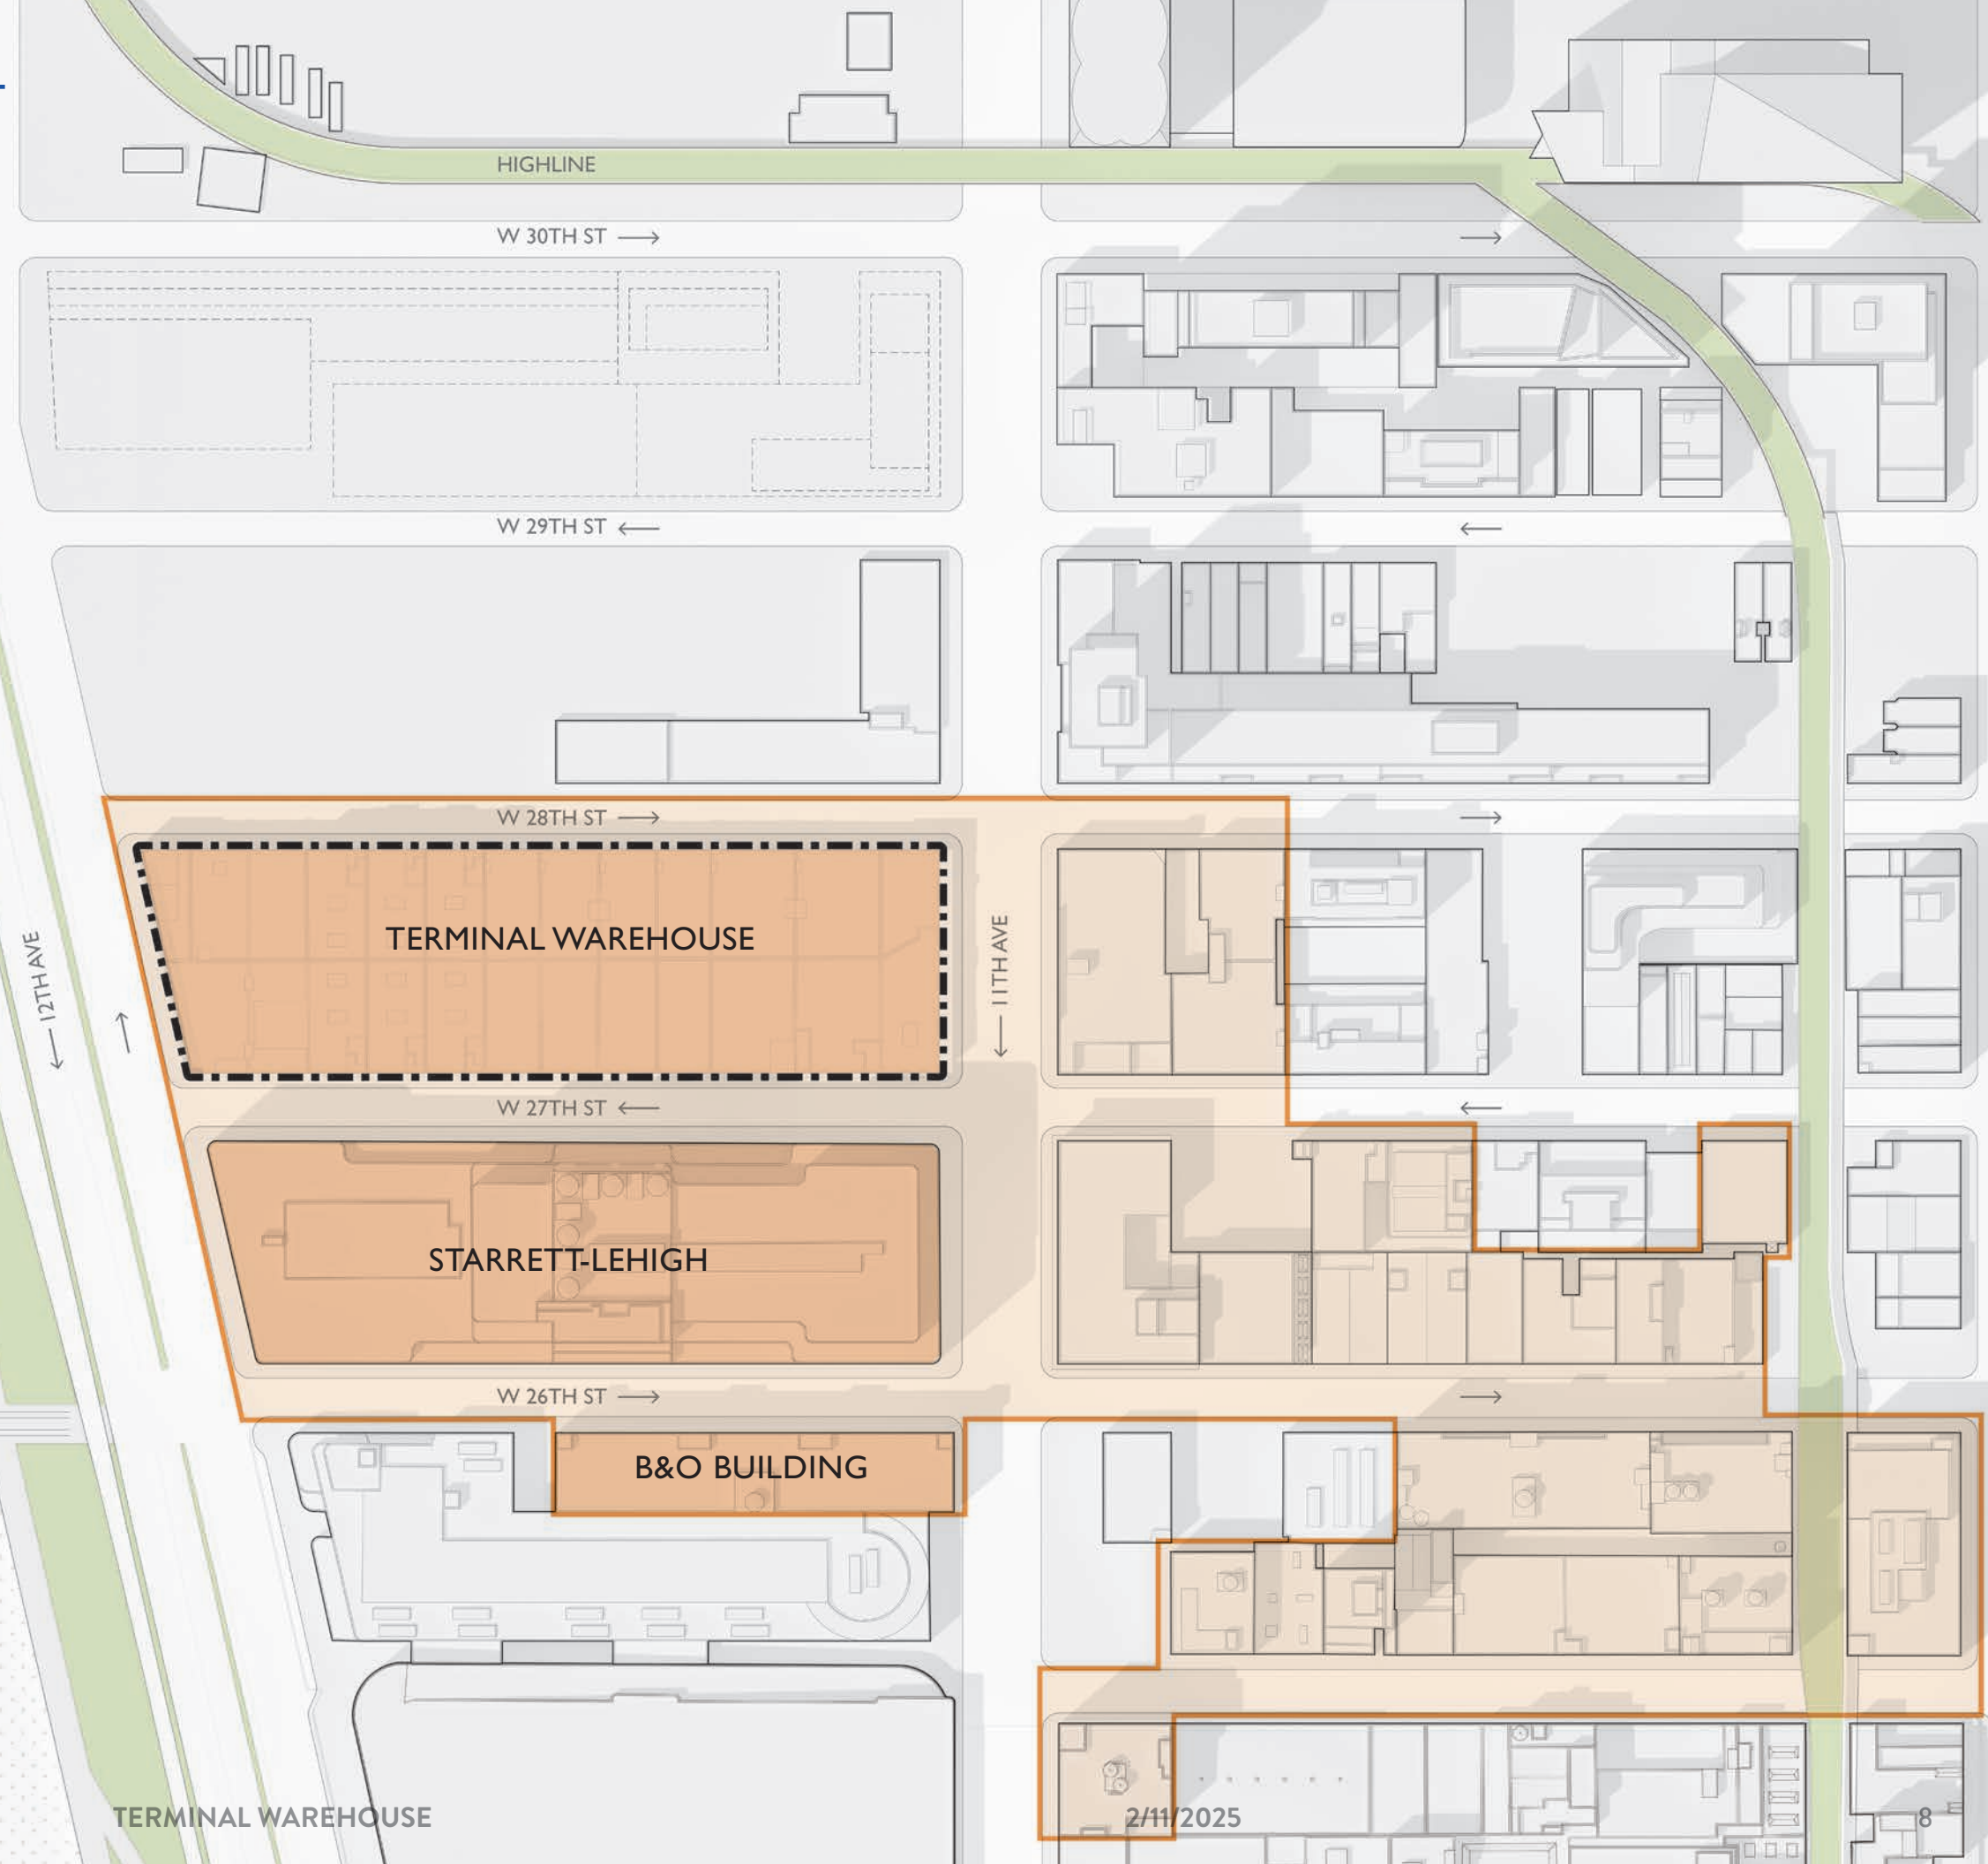 HIGHLINE
W 30TH ST →
→
W 29TH ST ←
←
W 28TH ST →
→
TERMINAL WAREHOUSE
← 11TH AVE
← 12TH AVE
→
W 27TH ST ←
←
STARRETT-LEHIGH
W 26TH ST →
→
B&O BUILDING
TERMINAL WAREHOUSE
2/11/2025
8